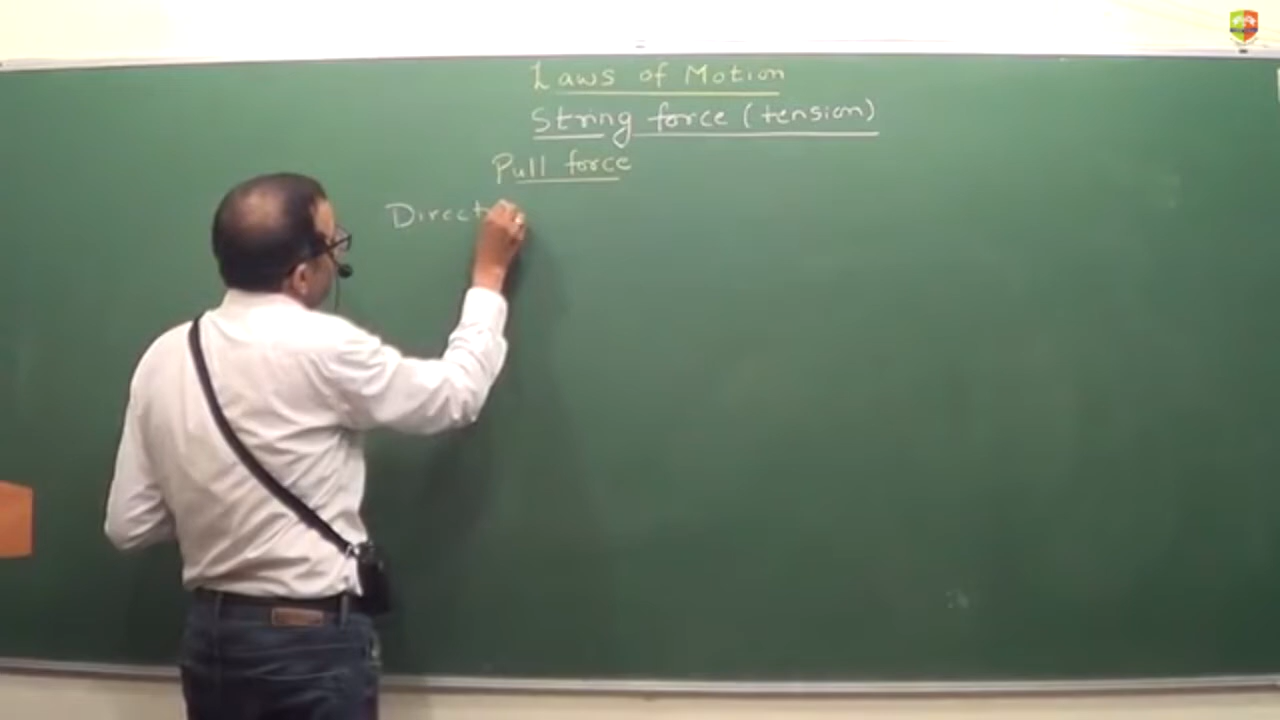 Laws of Motion
String force (tension)
Pull force
Direct